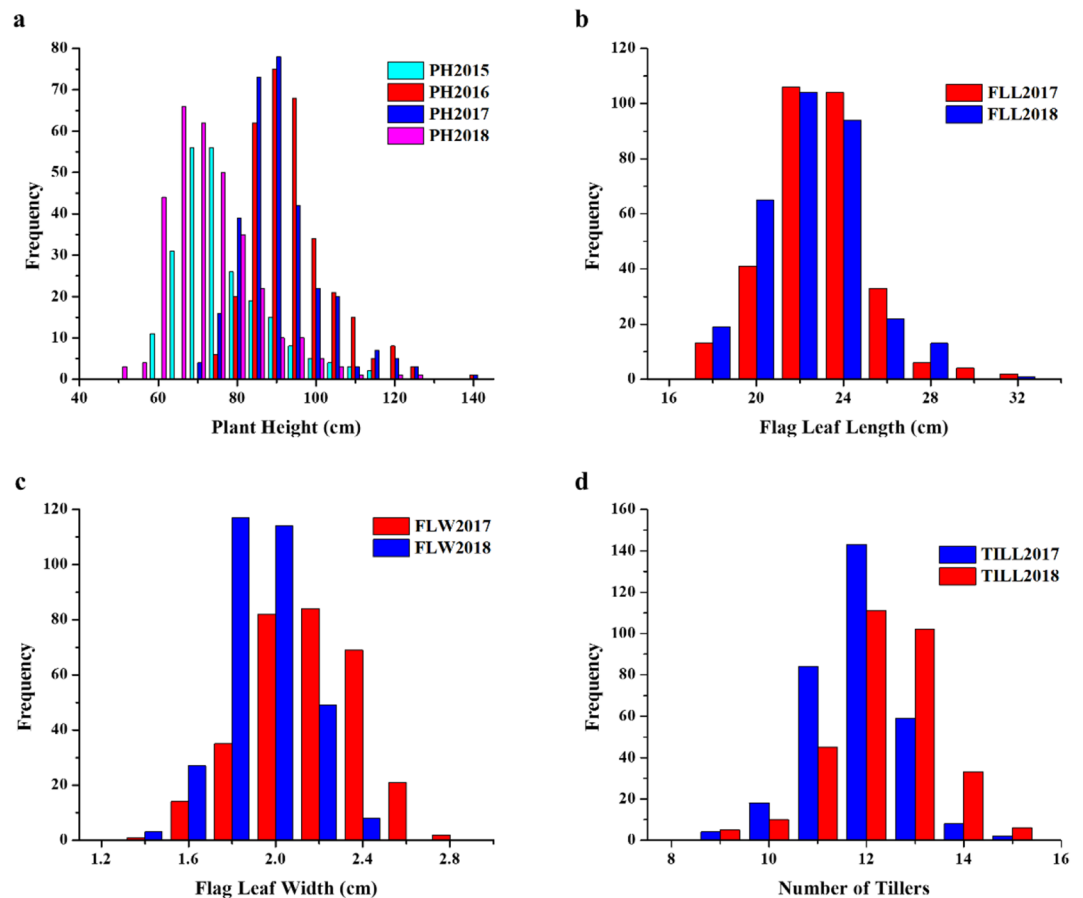 a
80
70
60
50
40
30
20
10
0
Frequency
40
60
80
100
120
140
Plant Height (cm)
PH2015
PH2016
PH2017
PH2018
b
120
100
80
60
40
20
0
Frequency
16
20
24
28
32
Flag Leaf Length (cm)
FLL2017
FLL2018
c
120
100
80
60
40
20
0
Frequency
1.2
1.6
2.0
2.4
2.8
Flag Leaf Width (cm)
FLW2017
FLW2018
d
160
140
120
100
80
60
40
20
0
Frequency
8
10
12
14
16
Number of Tillers
TILL2017
TILL2018